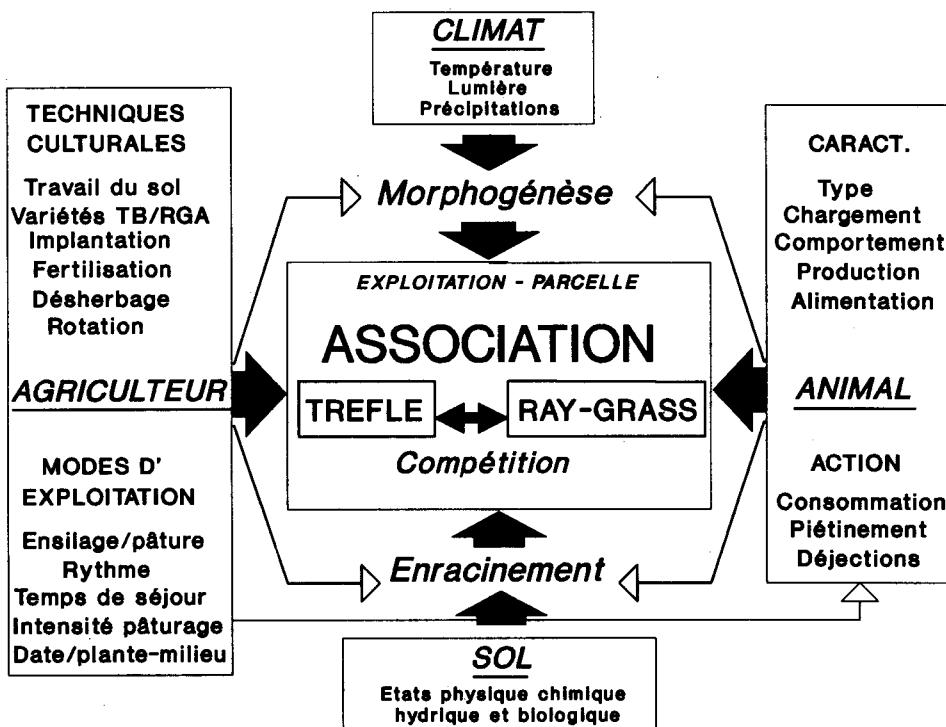 CLIMAT
Température
Lumière
Précipitations
TECHNIQUES
CULTURALES
Travail du sol
Variétés TB/RGA
Implantation
Fertilisation
Désherbage
Rotation
AGRICULTEUR
MODES D'
EXPLOITATION
Ensilage/pâture
Rythme
Temps de séjour
Intensité pâturage
Date/plante-milieu
Morphogénèse
EXPLOITATION - PARCELLE
ASSOCIATION
TREFLE
RAY-GRASS
Compétition
Enracinement
CARACT.
Type
Chargement
Comportement
Production
Alimentation
ANIMAL
ACTION
Consommation
Piétinement
Déjections
SOL
Etats physique chimique
hydrique et biologique